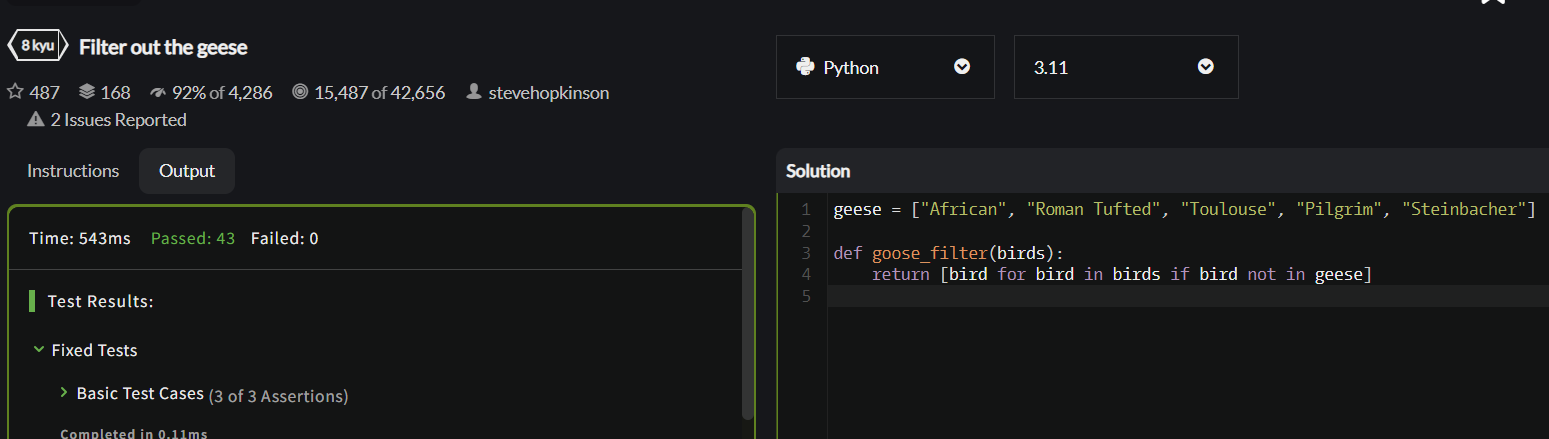 8 kyu Filter out the geese
487 168 92% of 4,286 15,487 of 42,656 stevehopkinson
2 Issues Reported
Instructions Output
Time: 543ms Passed: 43 Failed: 0
Test Results:
Fixed Tests
Basic Test Cases (3 of 3 Assertions)
Completed in 0.11ms
Python 3.11
Solution
1 geese = ["African", "Roman Tufted", "Toulouse", "Pilgrim", "Steinbacher"]
2
3 def goose_filter(birds):
4     return [bird for bird in birds if bird not in geese]
5